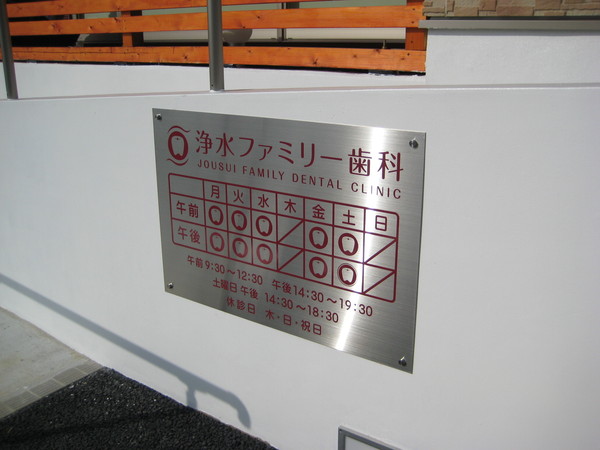 浄水ファミリー歯科
JOUSUI FAMILY DENTAL CLINIC
月 火 水 木 金 土 日
午前
午後
午前 9:30～12:30 午後 14:30～19:30
土曜日 午後 14:30～18:30
休診日 木・日・祝日